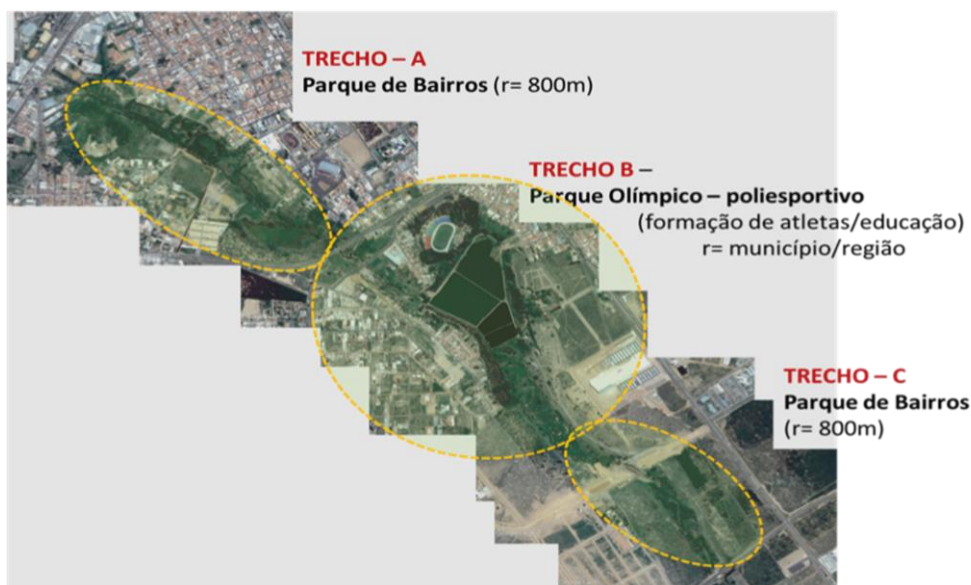 TRECHO – A
Parque de Bairros (r= 800m)
TRECHO B –
Parque Olímpico – poliesportivo
(formação de atletas/educação)
r= município/região
TRECHO – C
Parque de Bairros
(r= 800m)